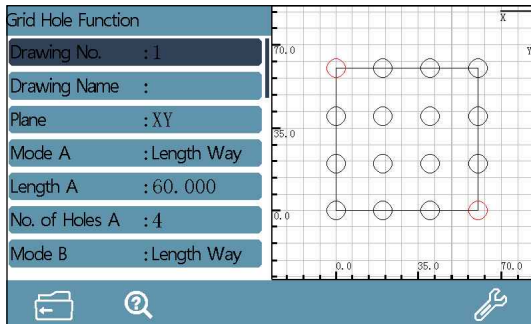 Grid Hole Function
Drawing No. :1
Drawing Name :
Plane :XY
Mode A :Length Way
Length A :60.000
No. of Holes A :4
Mode B :Length Way
X
Y
70.0
35.0
0.0
0.0 35.0 70.0